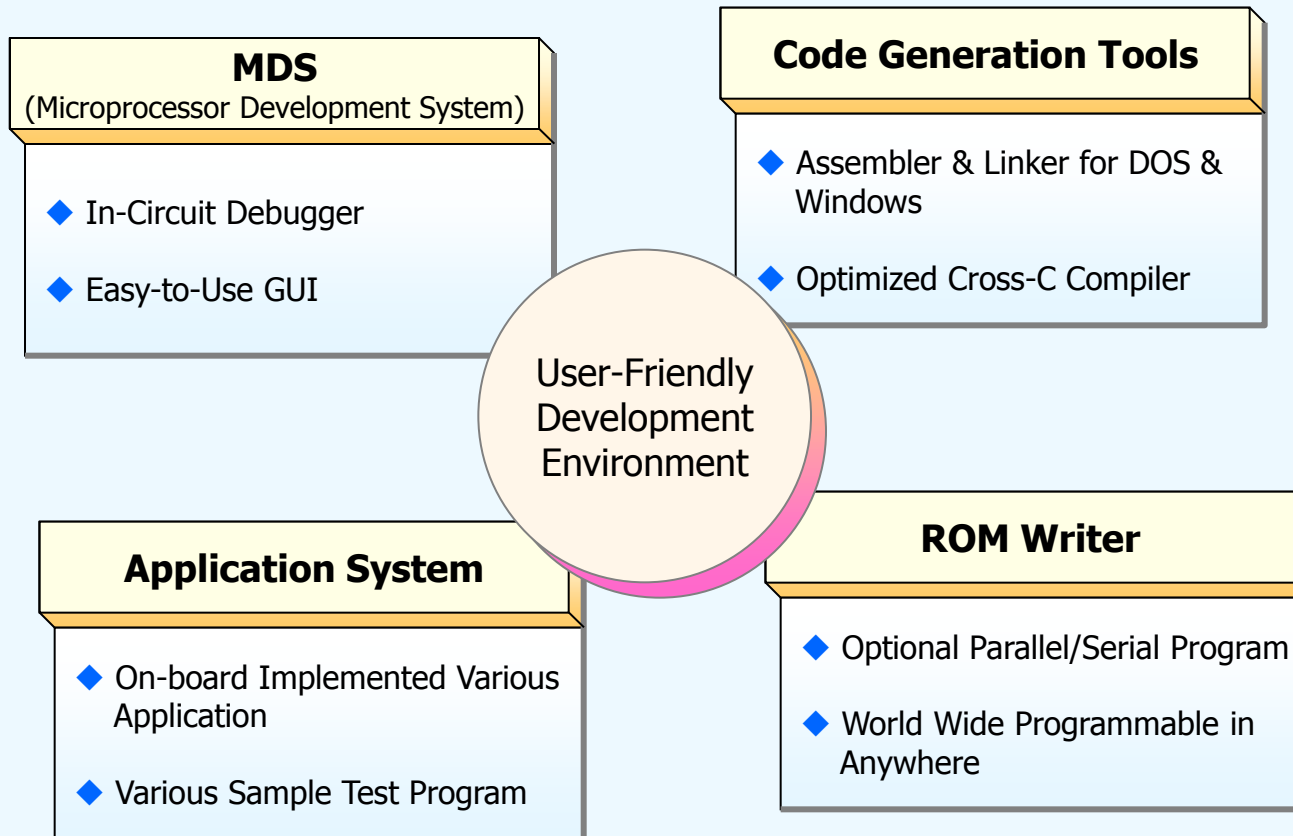 MDS
(Microprocessor Development System)
In-Circuit Debugger
Easy-to-Use GUI
Code Generation Tools
Assembler & Linker for DOS &
Windows
Optimized Cross-C Compiler
User-Friendly
Development
Environment
Application System
On-board Implemented Various
Application
Various Sample Test Program
ROM Writer
Optional Parallel/Serial Program
World Wide Programmable in
Anywhere